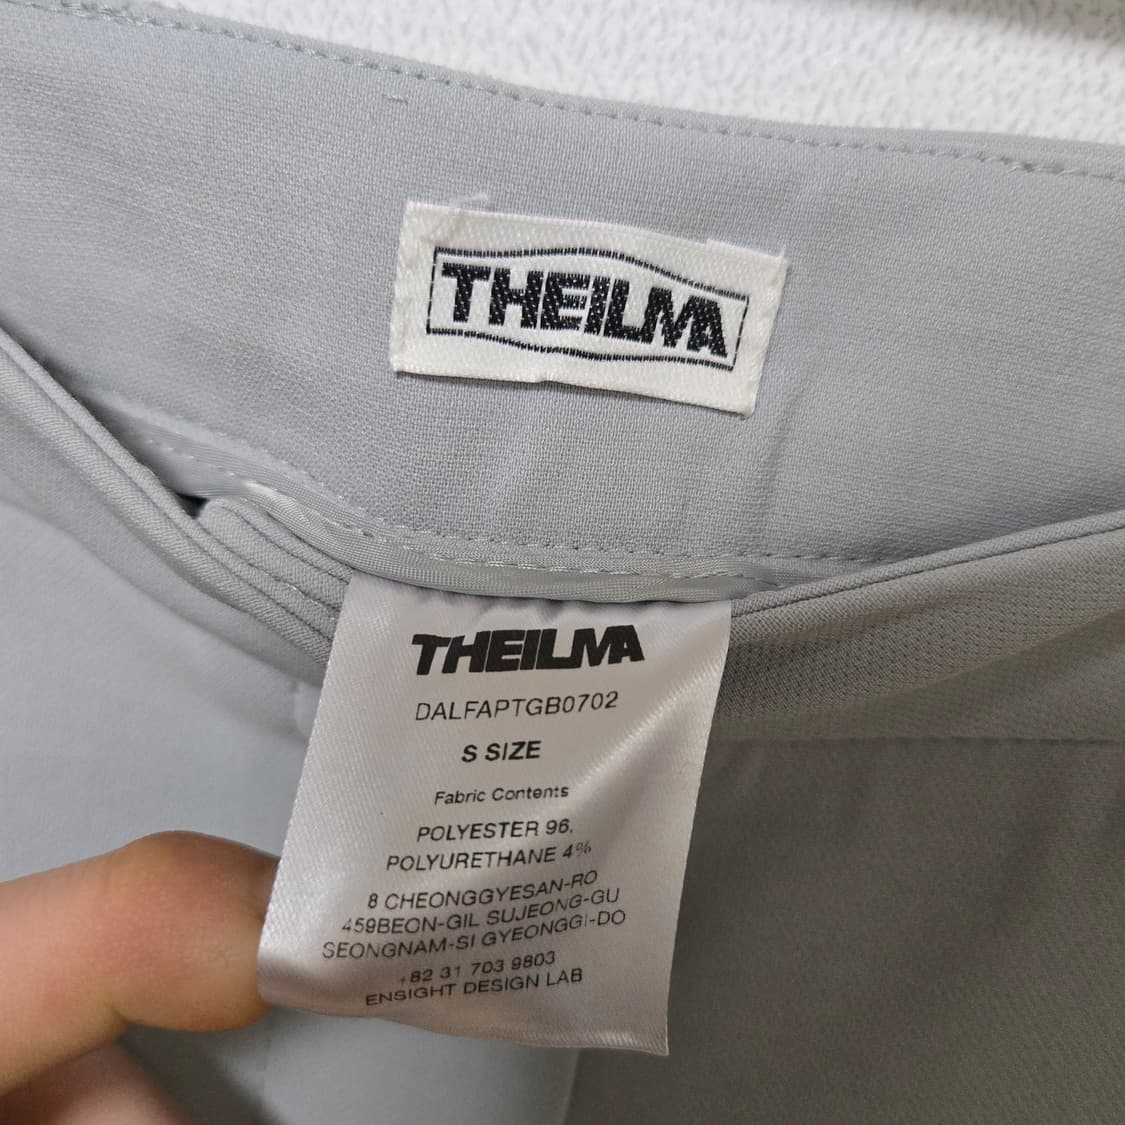 THEILMA
THEILMA
DALFAPTGB0702
S SIZE
Fabric Contents
POLYESTER 96,
POLYURETHANE 4%
8 CHEONGGYESAN-RO
459BEON-GIL SUJEONG-GU
SEONGNAM-SI GYEONGGI-DO
+82 31 703 9803
ENSIGHT DESIGN LAB